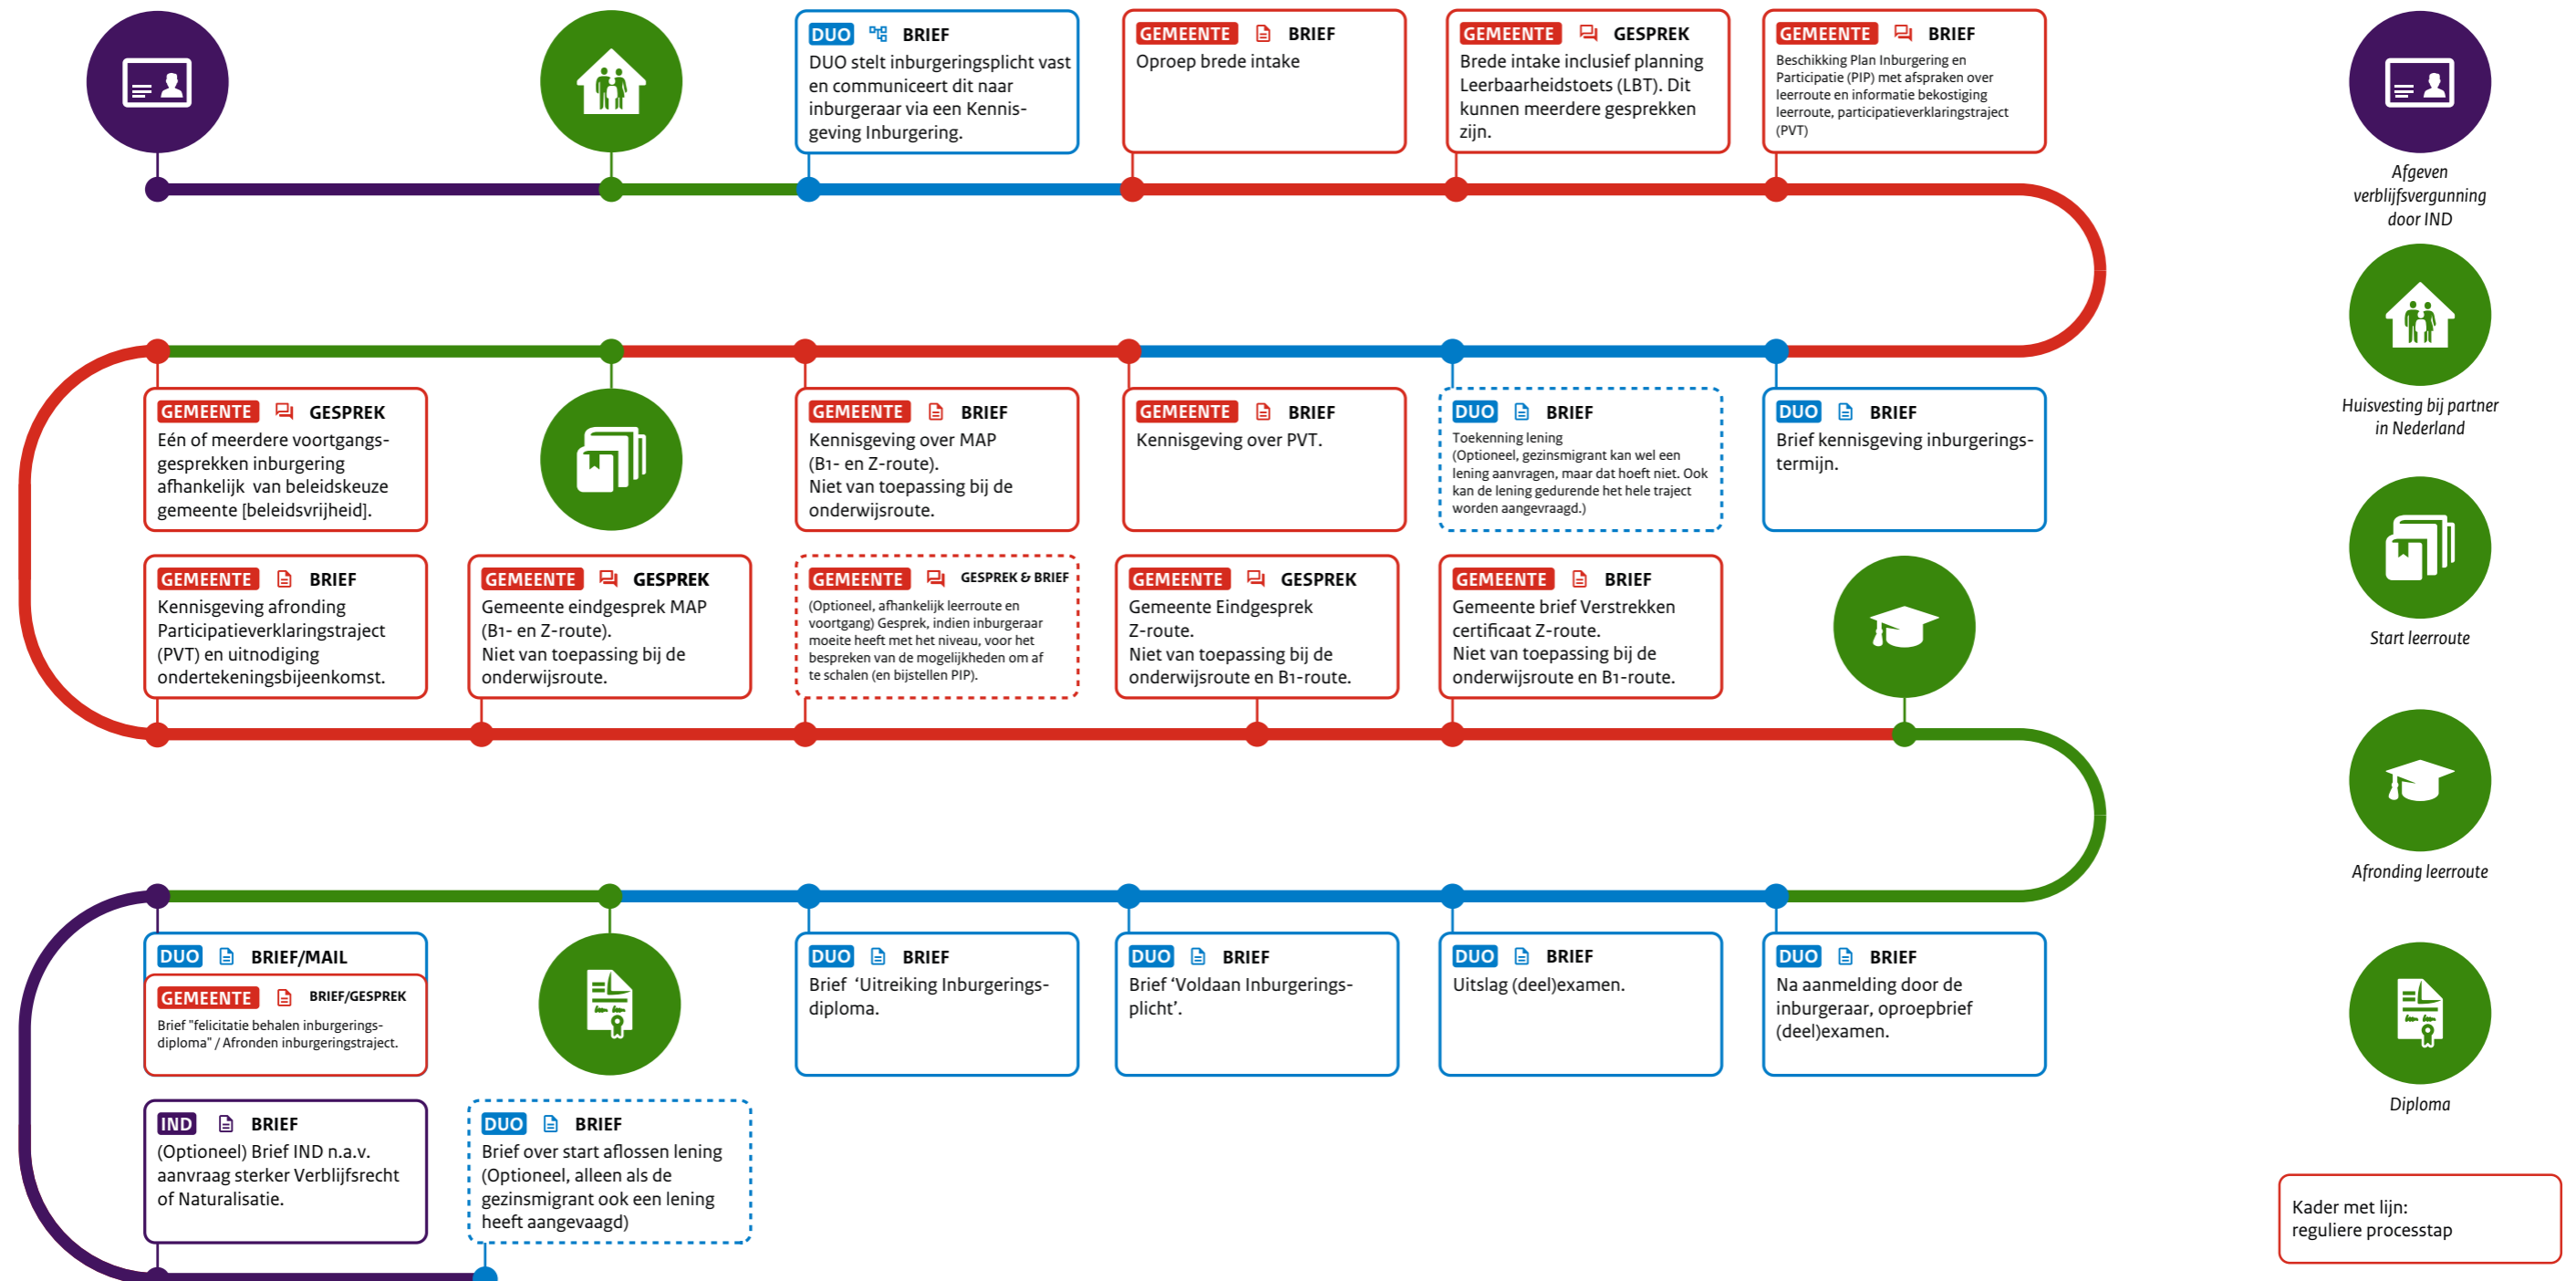 DUO BRIEF
DUO stelt inburgeringsplicht vast
en communiceert dit naar
inburgeraar via een Kennis-
geving Inburgering.
GEMEENTE BRIEF
Oproep brede intake
GEMEENTE GESPREK
Brede intake inclusief planning
Leerbaarheidstoets (LBT). Dit
kunnen meerdere gesprekken
zijn.
GEMEENTE BRIEF
Beschikking Plan Inburgering en
Participatie (PIP) met afspraken over
leerroute en informatie bekostiging
leerroute, participatieverklaringstraject
(PVT)
GEMEENTE GESPREK
Eén of meerdere voortgangs-
gesprekken inburgering
afhankelijk van beleidskeuze
gemeente [beleidsvrijheid].
GEMEENTE BRIEF
Kennisgeving over MAP
(B1- en Z-route).
Niet van toepassing bij de
onderwijsroute.
GEMEENTE BRIEF
Kennisgeving over PVT.
DUO BRIEF
Toekenning lening
(Optioneel, gezinsmigrant kan wel een
lening aanvragen, maar dat hoeft niet. Ook
kan de lening gedurende het hele traject
worden aangevraagd.)
DUO BRIEF
Brief kennisgeving inburgerings-
termijn.
GEMEENTE BRIEF
Kennisgeving afronding
Participatieverklaringstraject
(PVT) en uitnodiging
ondertekeningsbijeenkomst.
GEMEENTE GESPREK
Gemeente eindgesprek MAP
(B1- en Z-route).
Niet van toepassing bij de
onderwijsroute.
GEMEENTE GESPREK & BRIEF
(Optioneel, afhankelijk leerroute en
voortgang) Gesprek, indien inburgeraar
moeite heeft met het niveau, voor het
bespreken van de mogelijkheden om af
te schalen (en bijstellen PIP).
GEMEENTE GESPREK
Gemeente Eindgesprek
Z-route.
Niet van toepassing bij de
onderwijsroute en B1-route.
GEMEENTE BRIEF
Gemeente brief Verstrekken
certificaat Z-route.
Niet van toepassing bij de
onderwijsroute en B1-route.
DUO BRIEF/MAIL
GEMEENTE BRIEF/GESPREK
Brief "felicitatie behalen inburgerings-
diploma" / Afronden inburgeringstraject.
DUO BRIEF
Brief ‘Uitreiking Inburgerings-
diploma.
DUO BRIEF
Brief ‘Voldaan Inburgerings-
plicht’.
DUO BRIEF
Uitslag (deel)examen.
DUO BRIEF
Na aanmelding door de
inburgeraar, oproepbrief
(deel)examen.
IND BRIEF
(Optioneel) Brief IND n.a.v.
aanvraag sterker Verblijfsrecht
of Naturalisatie.
DUO BRIEF
Brief over start aflossen lening
(Optioneel, alleen als de
gezinsmigrant ook een lening
heeft aangevaagd)
Afgeven
verblijfsvergunning
door IND
Huisvesting bij partner
in Nederland
Start leerroute
Afronding leerroute
Diploma
Kader met lijn:
reguliere processtap